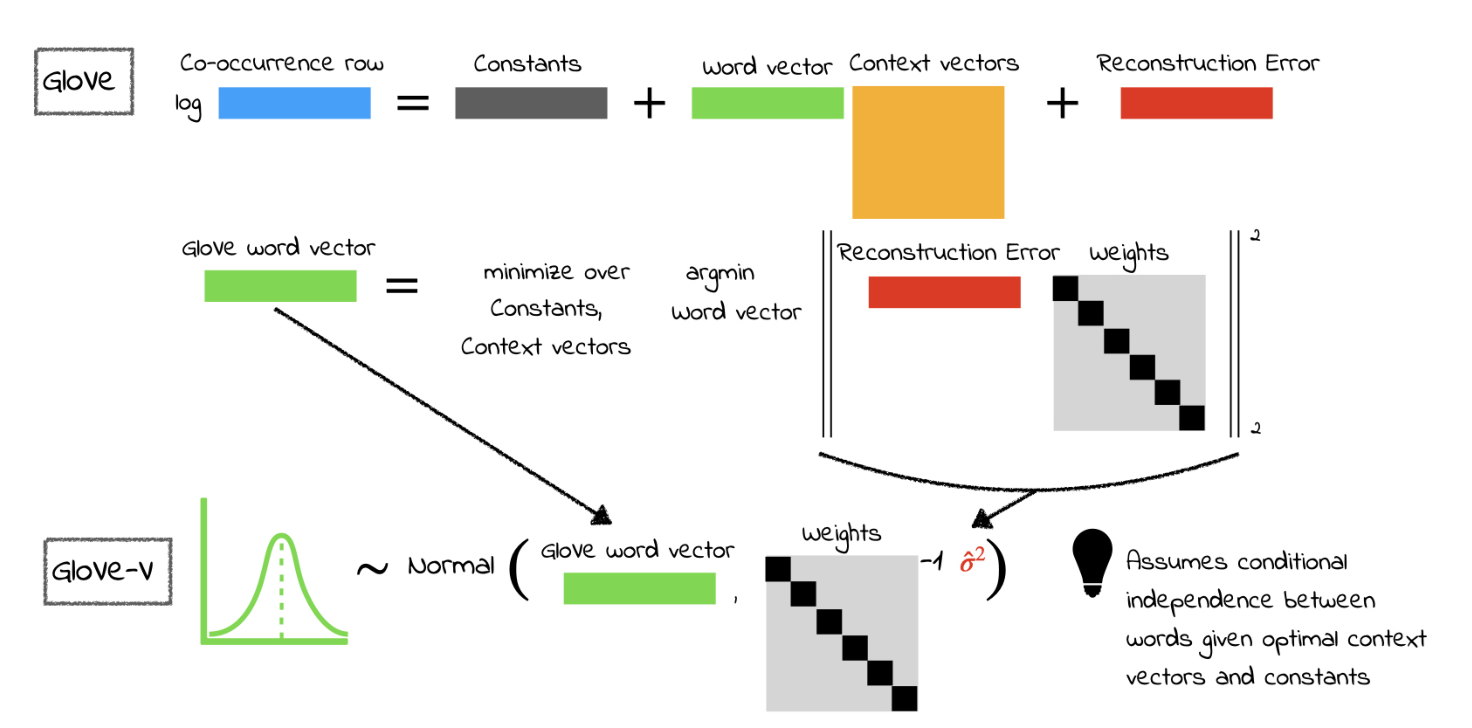 GloVe
Co-occurrence row
Constants
Word vector
Context vectors
Reconstruction Error
log
=
+
+
GloVe word vector
=
minimize over
Constants,
Context vectors
argmin
Word vector
Reconstruction Error
Weights
2
2
GloVe-V
~ Normal (
GloVe word vector
,
Weights
-1 σ̂²)
Assumes conditional
independence between
words given optimal context
vectors and constants